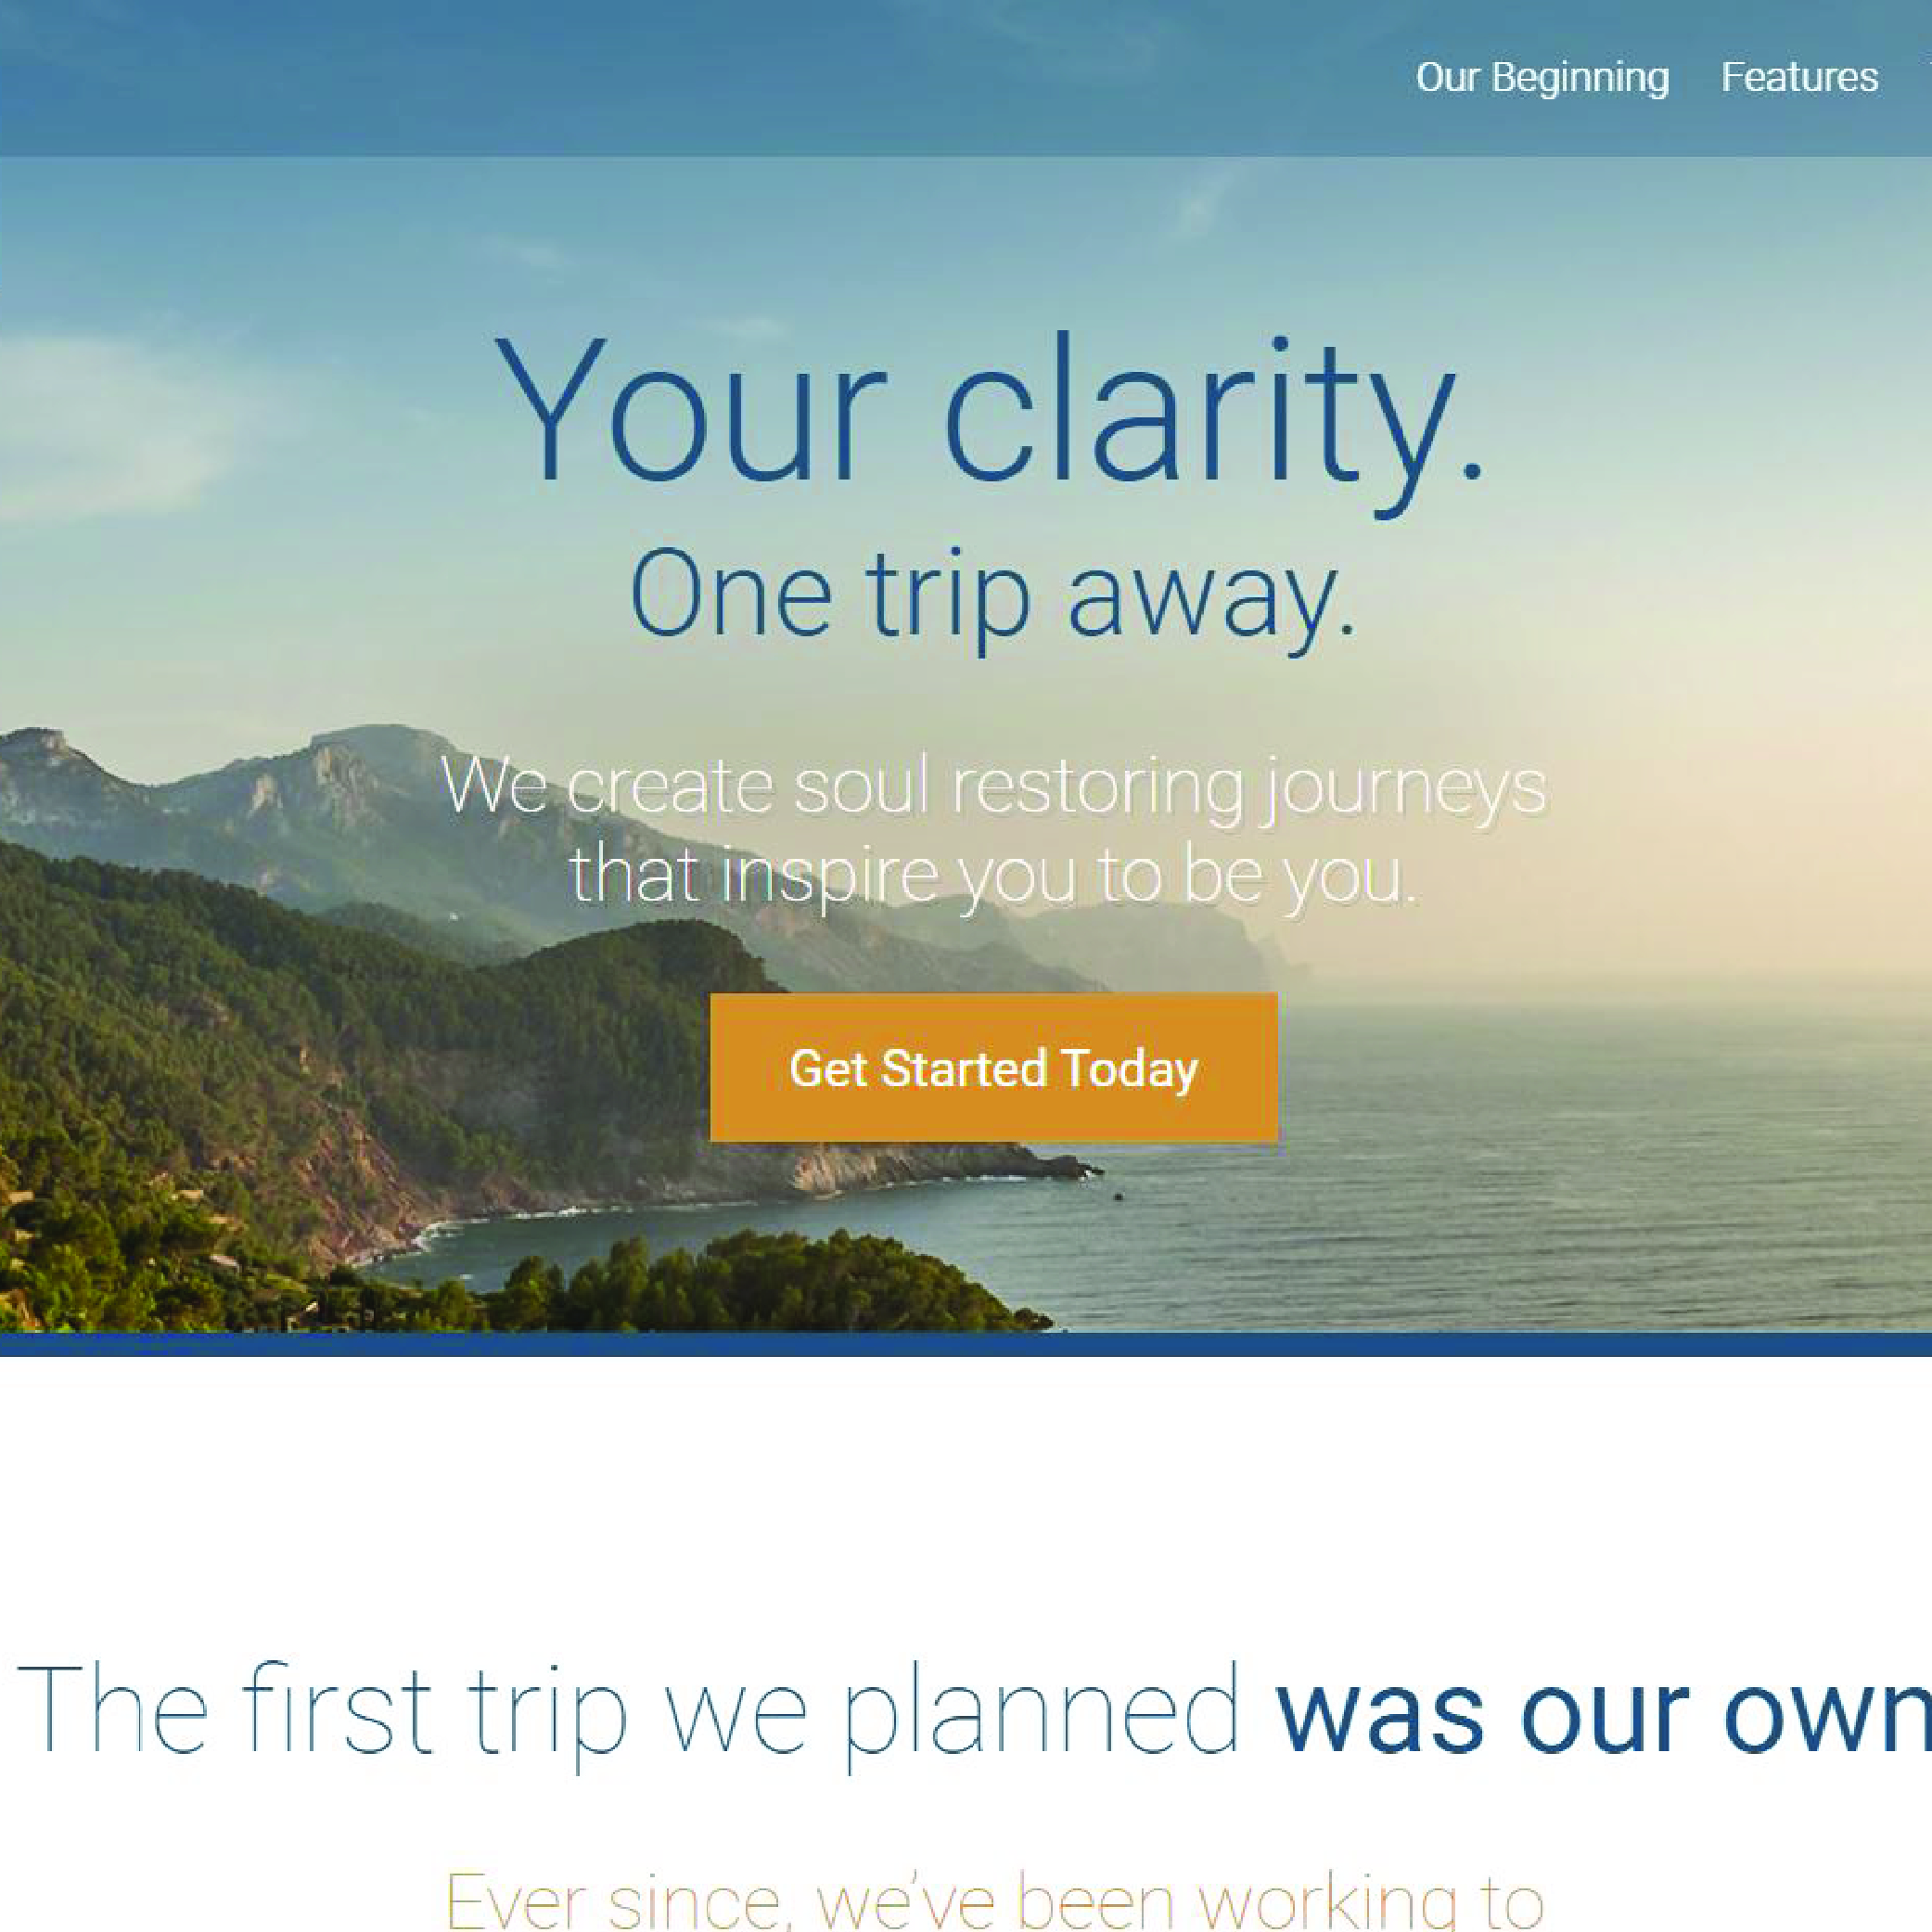 Our Beginning Features
Your clarity.
One trip away.
We create soul restoring journeys
that inspire you to be you.
Get Started Today
The first trip we planned was our own
Ever since, we've been working to